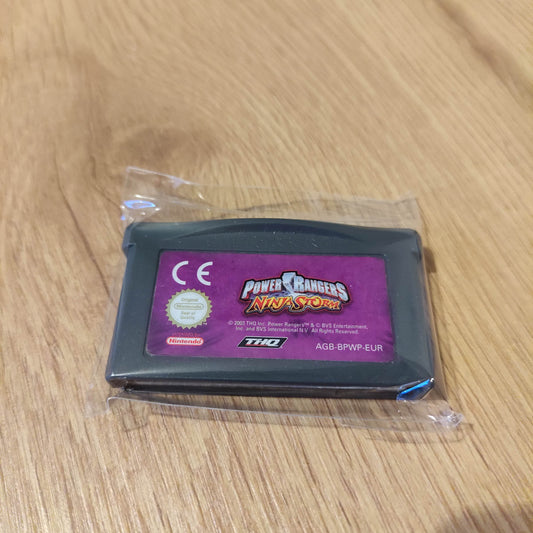 CE
POWER RANGERS
NINJA STORM
Original
Nintendo
Seal of
Quality
© 2003 THQ Inc. Power Rangers™ & © BVS Entertainment,
Inc. and BVS International N.V. All Rights Reserved.
Nintendo
THQ
AGB-BPWP-EUR